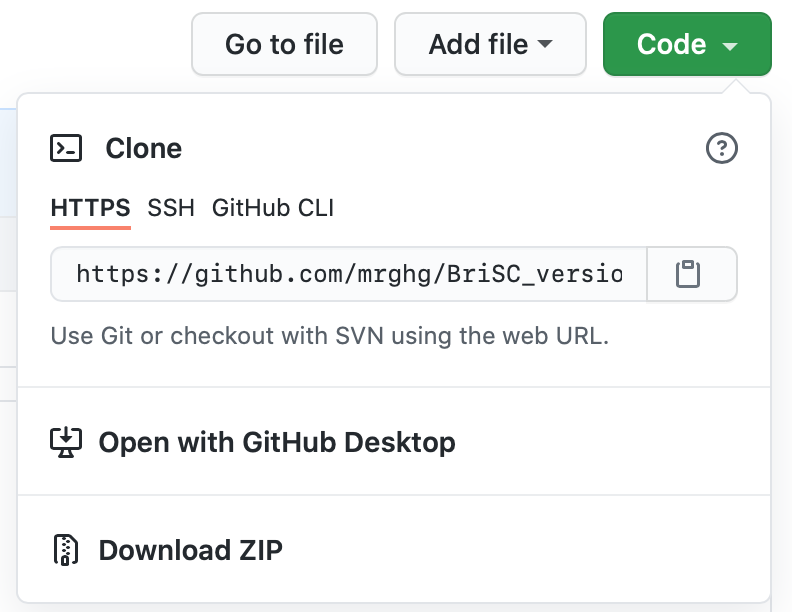 Go to file Add file Code
Clone
HTTPS SSH GitHub CLI
https://github.com/mrghg/BriSC_versio
Use Git or checkout with SVN using the web URL.
Open with GitHub Desktop
Download ZIP